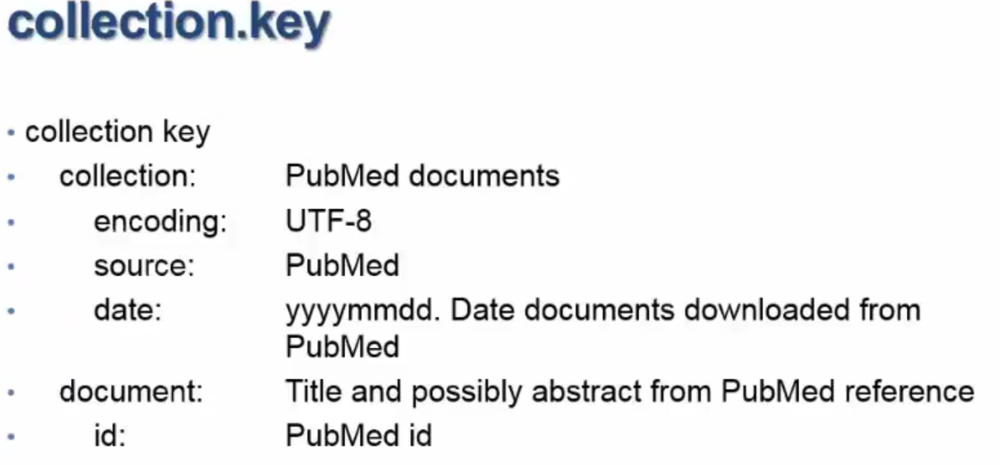 collection.key
• collection key
• collection: PubMed documents
• encoding: UTF-8
• source: PubMed
• date: yyyymmdd. Date documents downloaded from
PubMed
• document: Title and possibly abstract from PubMed reference
• id: PubMed id